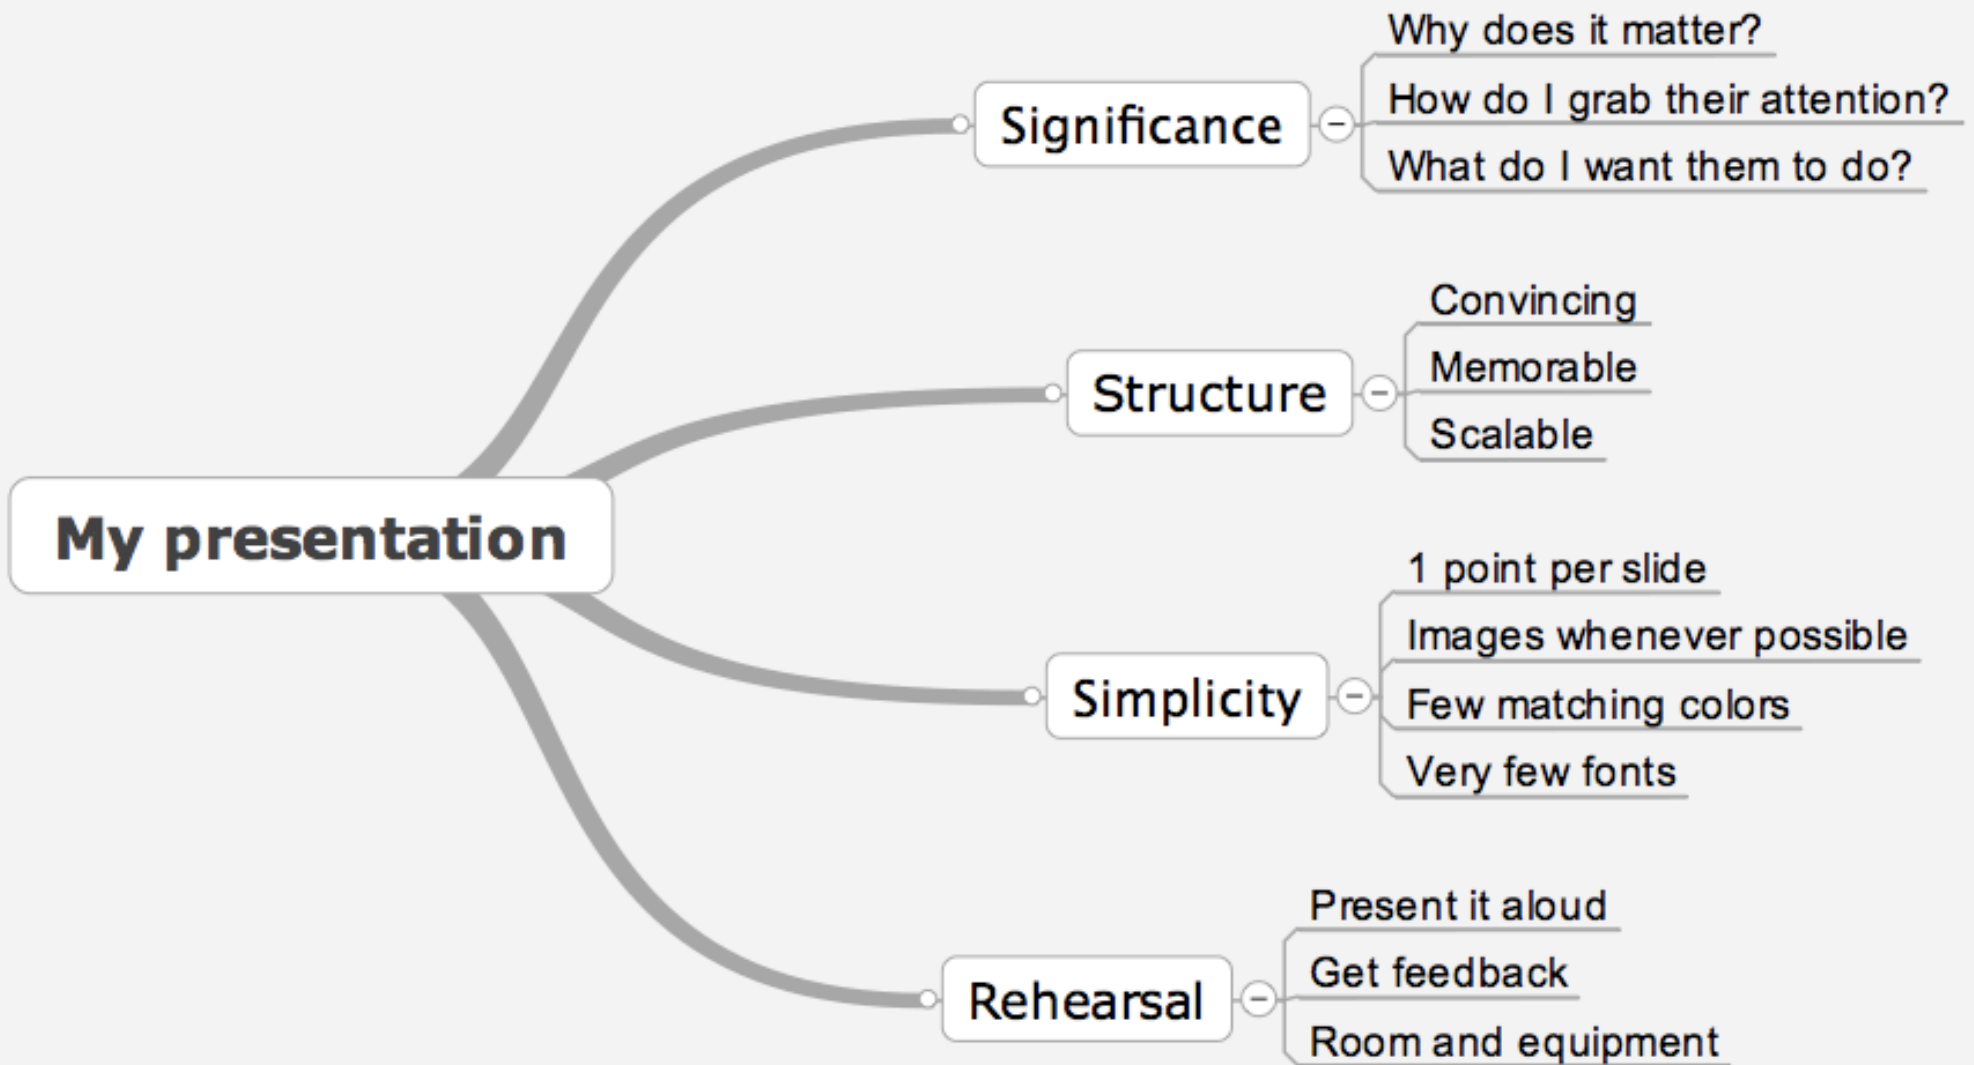 My presentation
Significance
Why does it matter?
How do I grab their attention?
What do I want them to do?
Structure
Convincing
Memorable
Scalable
Simplicity
1 point per slide
Images whenever possible
Few matching colors
Very few fonts
Rehearsal
Present it aloud
Get feedback
Room and equipment